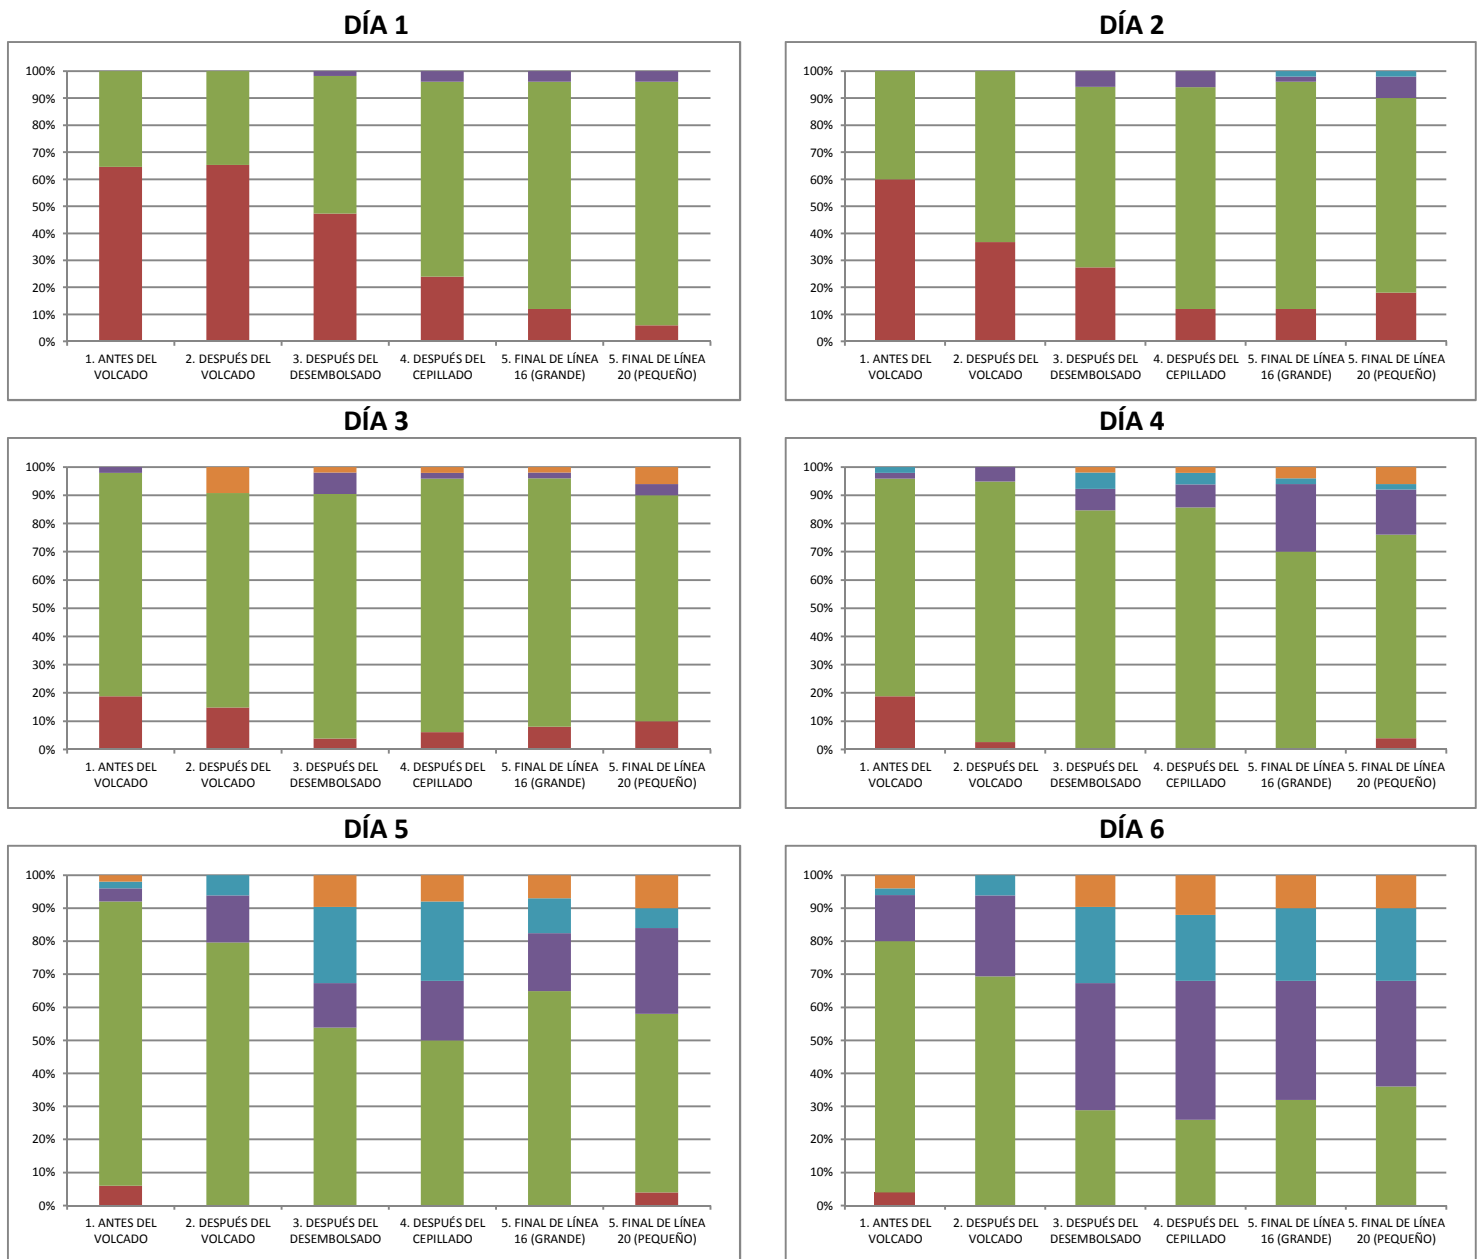 DÍA 1
100%
90%
80%
70%
60%
50%
40%
30%
20%
10%
0%
1. ANTES DEL VOLCADO
2. DESPUÉS DEL VOLCADO
3. DESPUÉS DEL DESEMBOLSADO
4. DESPUÉS DEL CEPILLADO
5. FINAL DE LÍNEA 16 (GRANDE)
5. FINAL DE LÍNEA 20 (PEQUEÑO)
DÍA 2
100%
90%
80%
70%
60%
50%
40%
30%
20%
10%
0%
1. ANTES DEL VOLCADO
2. DESPUÉS DEL VOLCADO
3. DESPUÉS DEL DESEMBOLSADO
4. DESPUÉS DEL CEPILLADO
5. FINAL DE LÍNEA 16 (GRANDE)
5. FINAL DE LÍNEA 20 (PEQUEÑO)
DÍA 3
100%
90%
80%
70%
60%
50%
40%
30%
20%
10%
0%
1. ANTES DEL VOLCADO
2. DESPUÉS DEL VOLCADO
3. DESPUÉS DEL DESEMBOLSADO
4. DESPUÉS DEL CEPILLADO
5. FINAL DE LÍNEA 16 (GRANDE)
5. FINAL DE LÍNEA 20 (PEQUEÑO)
DÍA 4
100%
90%
80%
70%
60%
50%
40%
30%
20%
10%
0%
1. ANTES DEL VOLCADO
2. DESPUÉS DEL VOLCADO
3. DESPUÉS DEL DESEMBOLSADO
4. DESPUÉS DEL CEPILLADO
5. FINAL DE LÍNEA 16 (GRANDE)
5. FINAL DE LÍNEA 20 (PEQUEÑO)
DÍA 5
100%
90%
80%
70%
60%
50%
40%
30%
20%
10%
0%
1. ANTES DEL VOLCADO
2. DESPUÉS DEL VOLCADO
3. DESPUÉS DEL DESEMBOLSADO
4. DESPUÉS DEL CEPILLADO
5. FINAL DE LÍNEA 16 (GRANDE)
5. FINAL DE LÍNEA 20 (PEQUEÑO)
DÍA 6
100%
90%
80%
70%
60%
50%
40%
30%
20%
10%
0%
1. ANTES DEL VOLCADO
2. DESPUÉS DEL VOLCADO
3. DESPUÉS DEL DESEMBOLSADO
4. DESPUÉS DEL CEPILLADO
5. FINAL DE LÍNEA 16 (GRANDE)
5. FINAL DE LÍNEA 20 (PEQUEÑO)